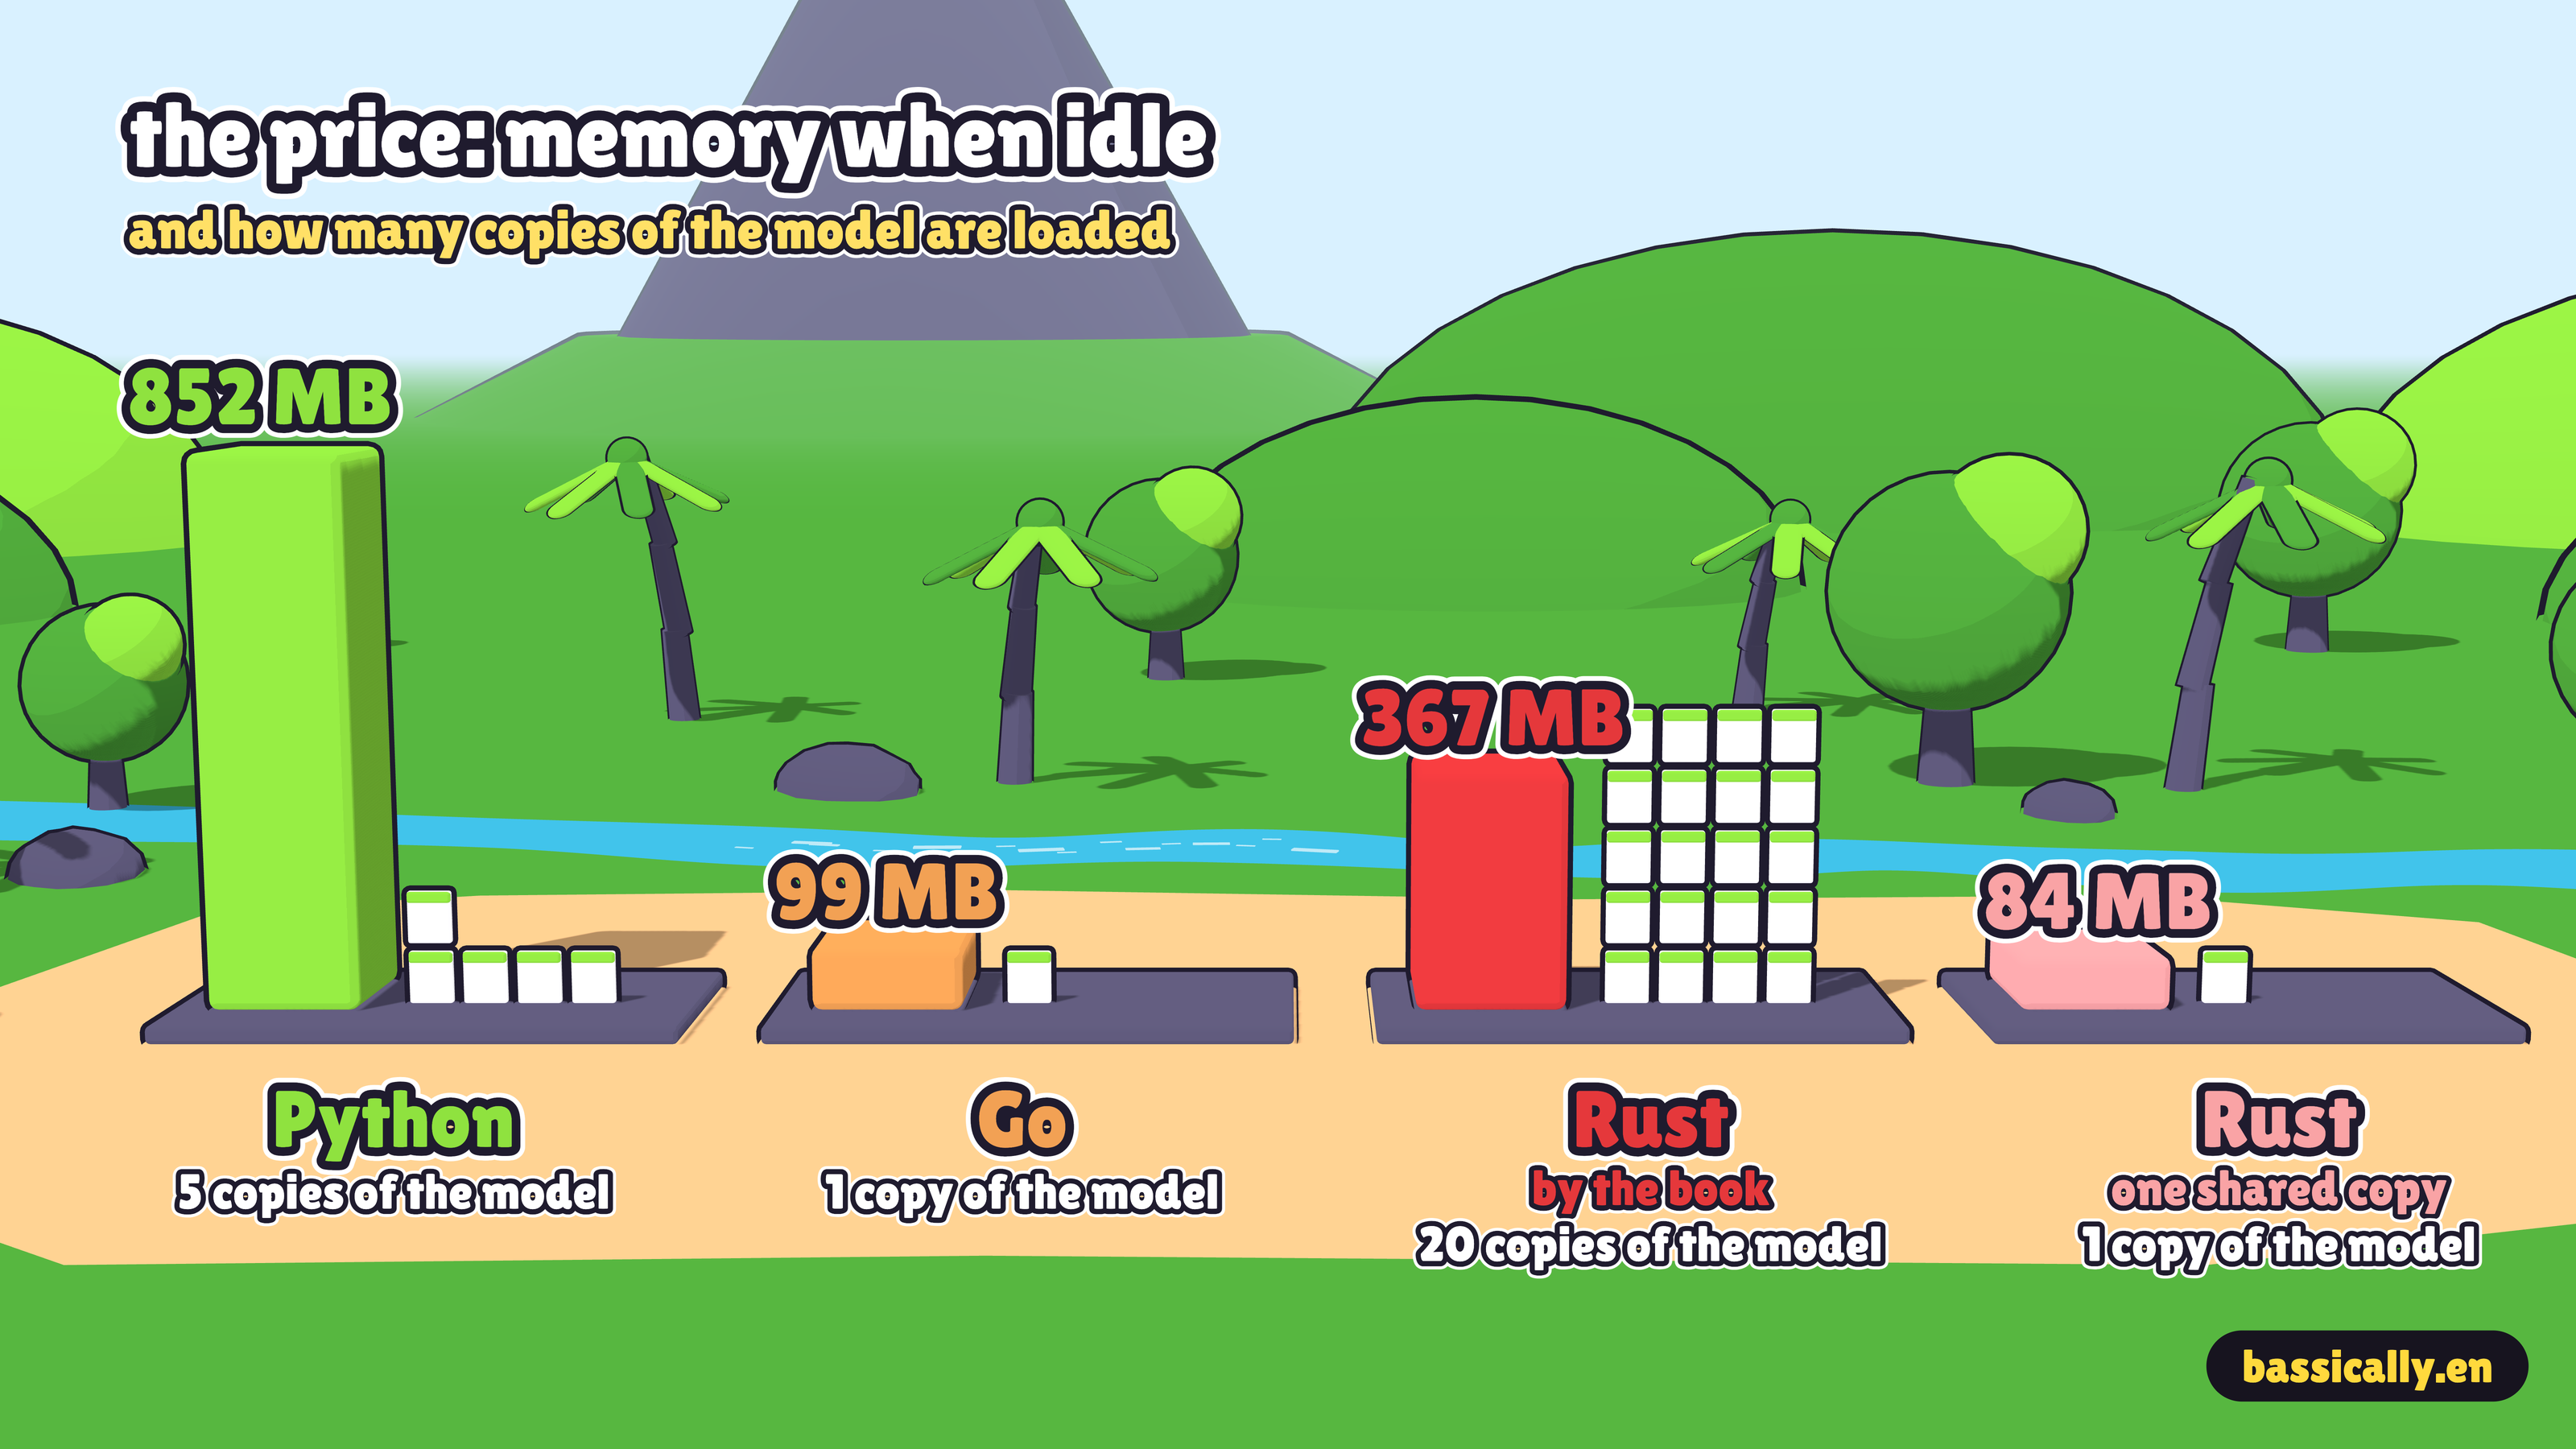 the price: memory when idle
and how many copies of the model are loaded
852 MB
99 MB
367 MB
84 MB
Python
5 copies of the model
Go
1 copy of the model
Rust
by the book
20 copies of the model
Rust
one shared copy
1 copy of the model
bassically.en